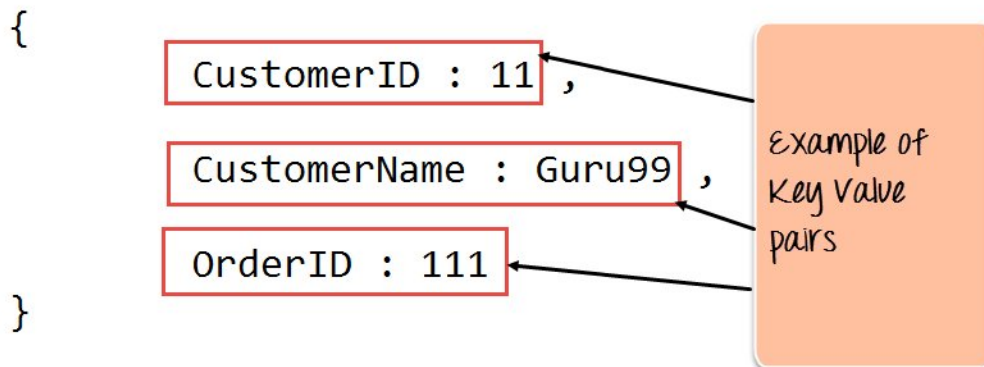 {
CustomerID : 11 ,
CustomerName : Guru99 ,
OrderID : 111
}
Example of
Key Value
pairs